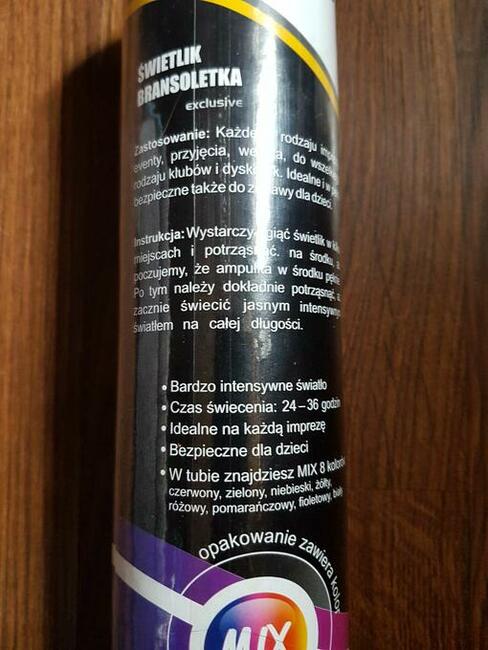 ŚWIETLIK
BRANSOLETKA
exclusive
Zastosowanie: Każde rodzaju
eventy, przyjęcia, do
rodzaju klubów i Idealne i w
bezpieczne także do zabawy dla dzieci.
Instrukcja: Wystarczy zgiąć świetlik w
miejscach i potrząsnąć. na środku
poczujemy, że ampułka w środku
Po tym należy dokładnie potrząsnąć
zacznie świecić jasnym
światłem na całej długości.
• Bardzo intensywne światło
• Czas świecenia: 24–36 godzin
• Idealne na każdą imprezę
• Bezpieczne dla dzieci
• W tubie znajdziesz MIX 8
czerwony, zielony, niebieski, żółty,
różowy, pomarańczowy, fioletowy,
opakowanie zawiera
MIX